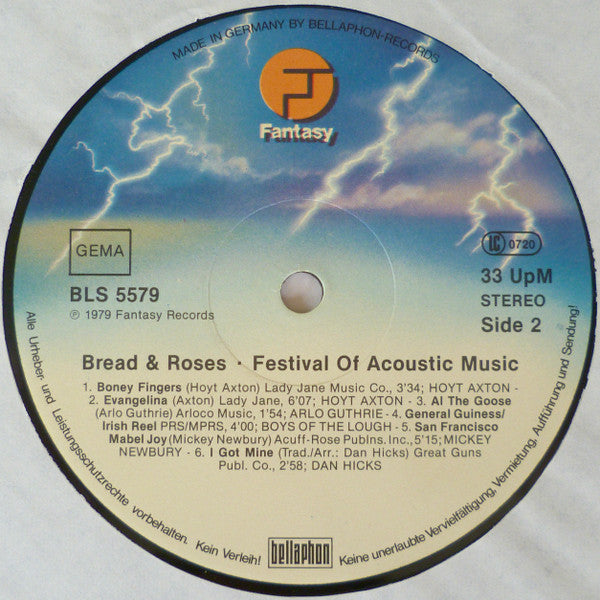 MADE IN GERMANY BY BELLAPHON-RECORDS
Fantasy
GEMA
LC 0720
BLS 5579
℗ 1979 Fantasy Records
33 UpM
STEREO
Side 2
Bread & Roses · Festival Of Acoustic Music
1. Boney Fingers (Hoyt Axton) Lady Jane Music Co., 3'34; HOYT AXTON -
2. Evangelina (Axton) Lady Jane, 6'07; HOYT AXTON - 3. Al The Goose
(Arlo Guthrie) Arloco Music, 1'54; ARLO GUTHRIE - 4. General Guiness/
Irish Reel PRS/MPRS, 4'00; BOYS OF THE LOUGH - 5. San Francisco
Mabel Joy (Mickey Newbury) Acuff-Rose Publns. Inc., 5'15; MICKEY
NEWBURY - 6. I Got Mine (Trad./Arr.: Dan Hicks) Great Guns
Publ. Co., 2'58; DAN HICKS
Alle Urheber- und Leistungsschutzrechte vorbehalten. Kein Verleih!
bellaphon
Keine unerlaubte Vervielfältigung, Vermietung, Aufführung und Sendung!